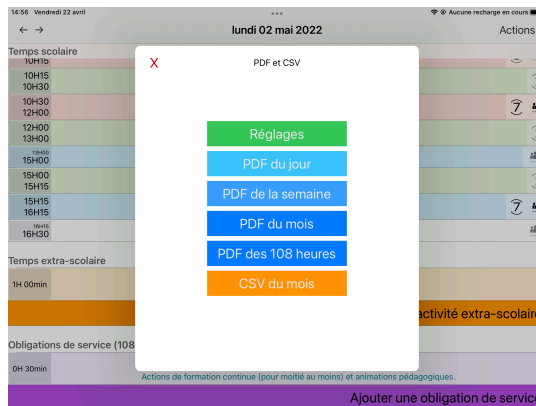 14:56 Vendredi 22 avril
Aucune recharge en cours
lundi 02 mai 2022
Actions
Temps scolaire
10H15
X
PDF et CSV
10H15
10H30
10H30
12H00
7
12H00
13H00
13H00
15H00
15H00
15H15
15H15
16H15
7
16H15
16H30
Réglages
PDF du jour
PDF de la semaine
PDF du mois
PDF des 108 heures
CSV du mois
Temps extra-scolaire
1H 00min
activité extra-scolaire
Obligations de service (108
0H 30min
Actions de formation continue (pour moitié au moins) et animations pédagogiques.
Ajouter une obligation de service